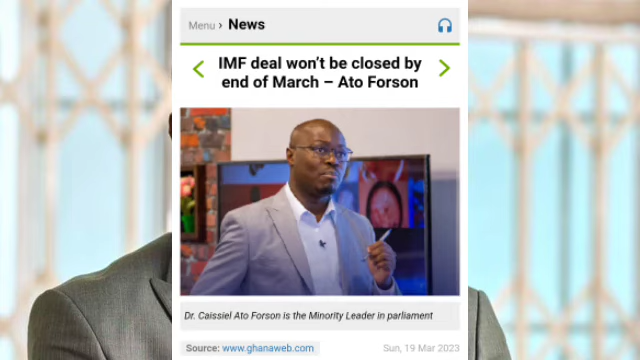 Menu › News
IMF deal won't be closed by
end of March – Ato Forson
Dr. Caissiel Ato Forson is the Minority Leader in parliament
Source: www.ghanaweb.com
Sun, 19 Mar 2023